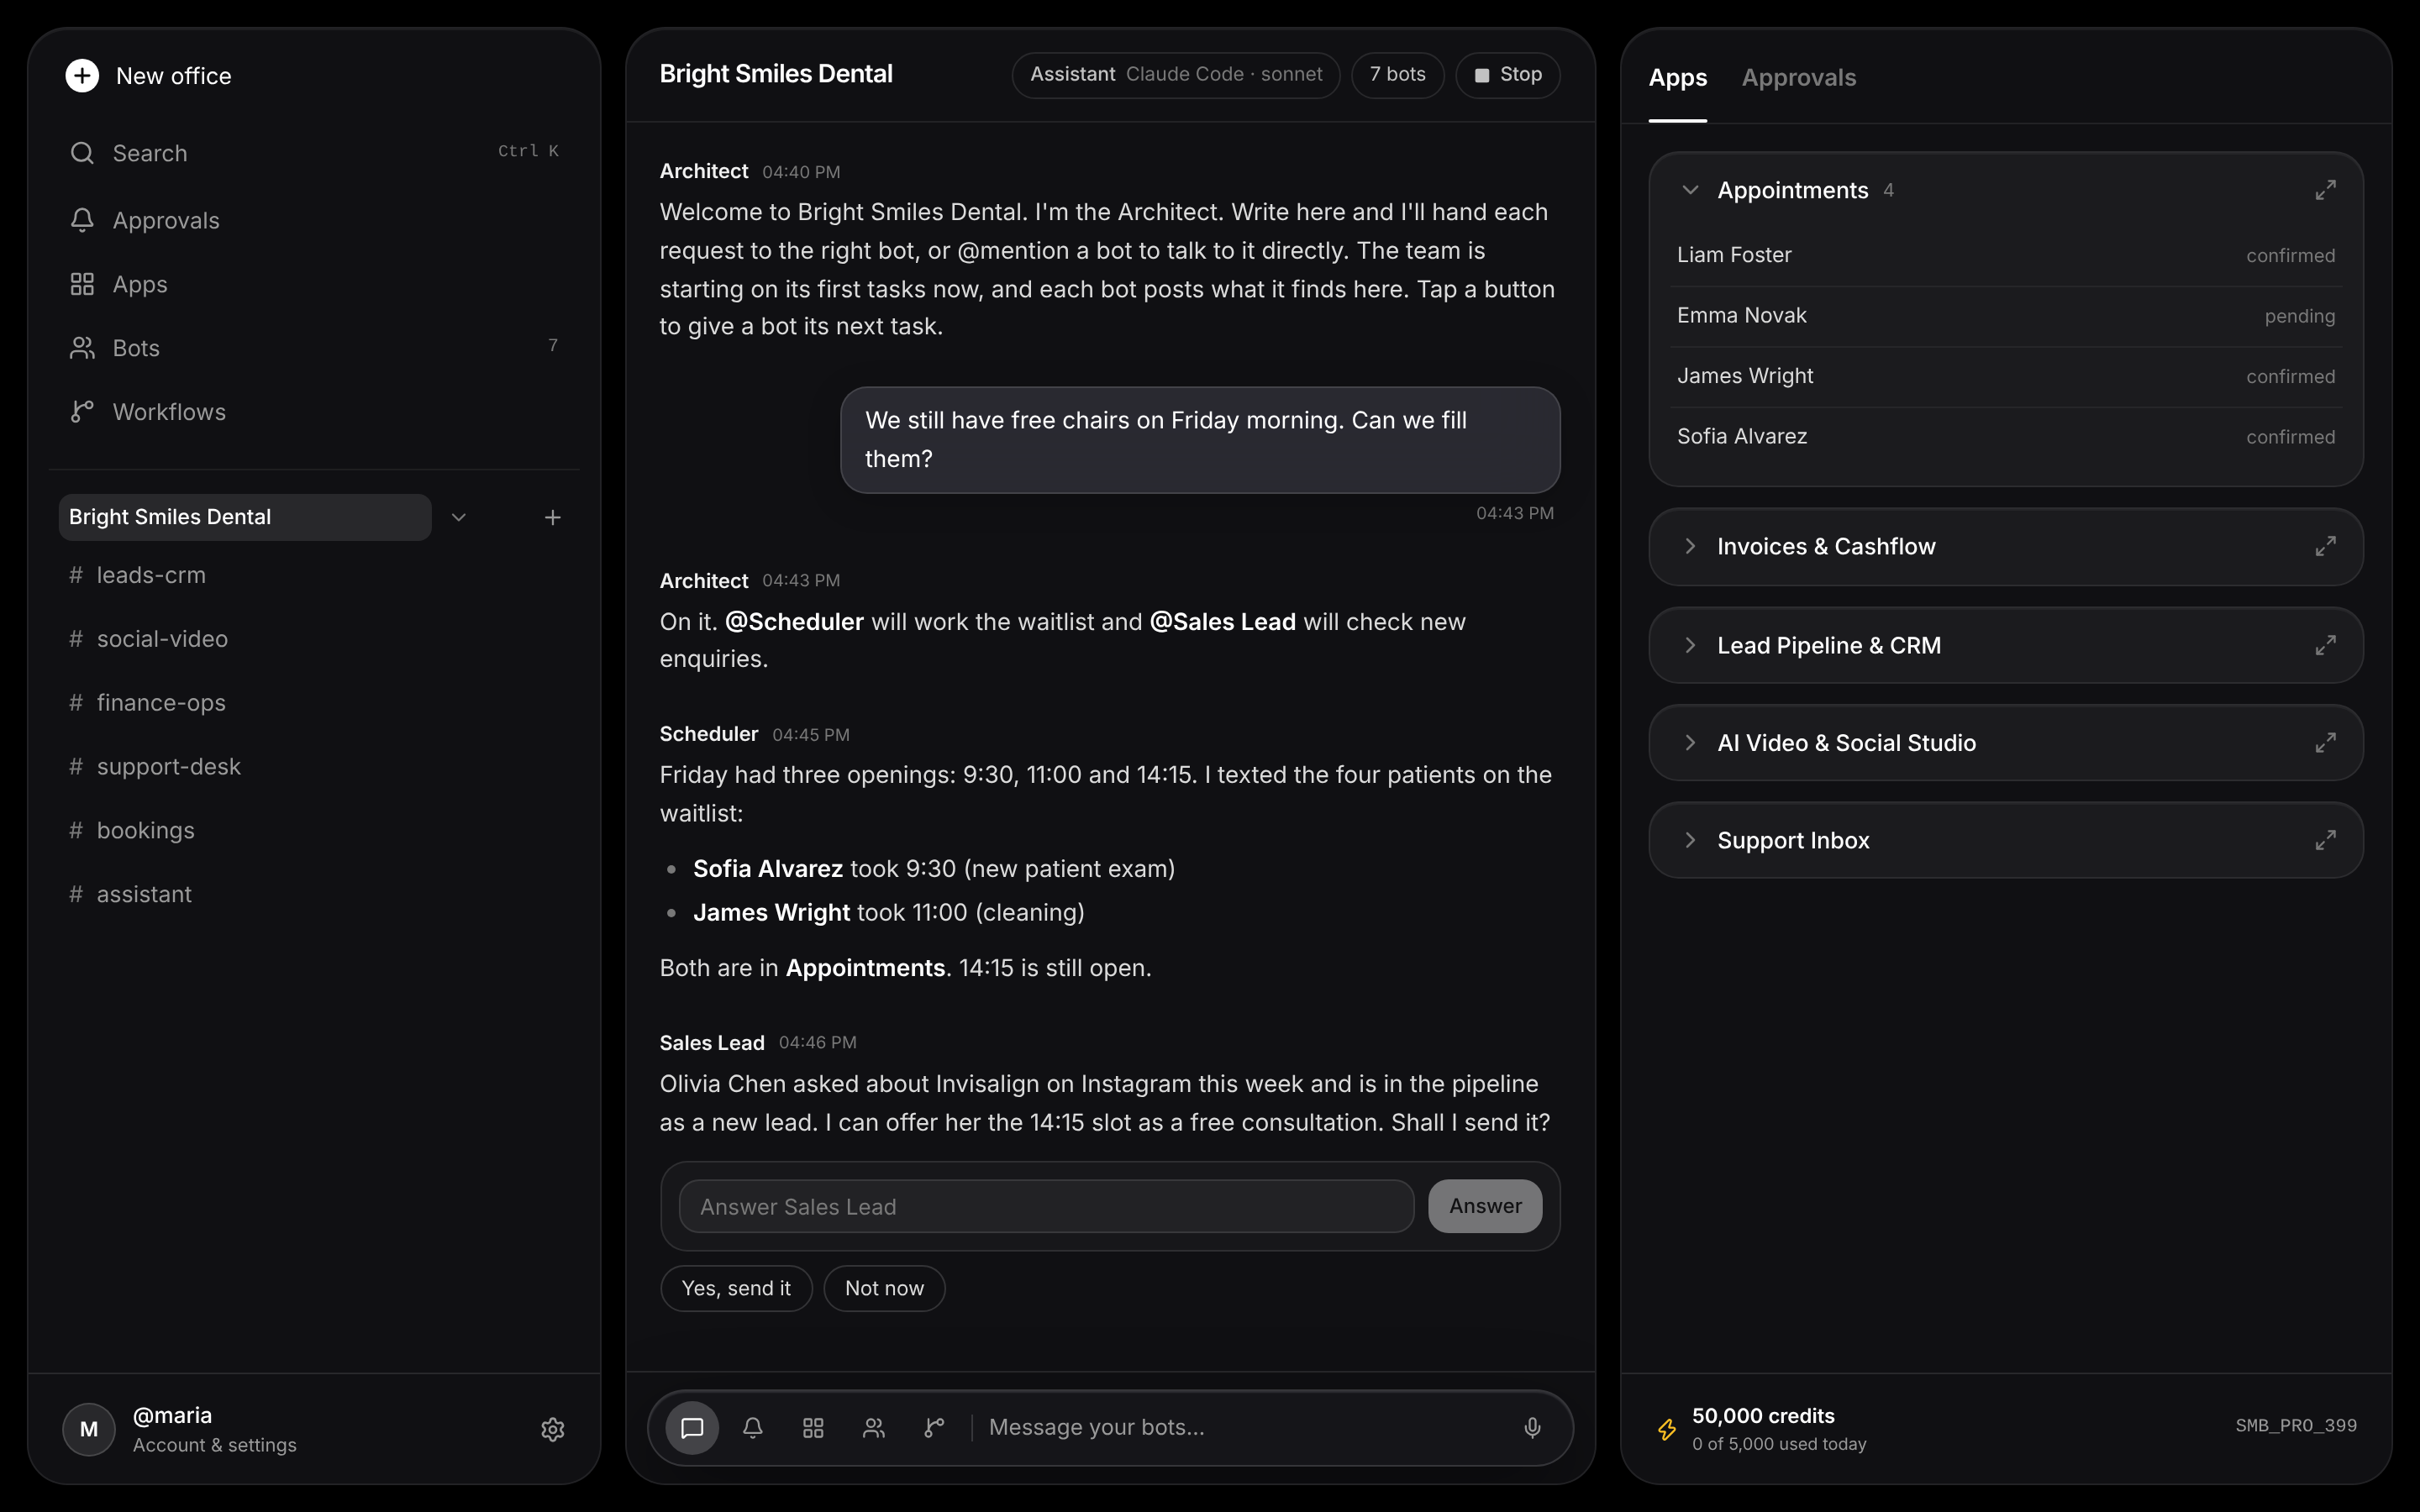 New office
Search Ctrl K
Approvals
Apps
Bots 7
Workflows
Bright Smiles Dental
# leads-crm
# social-video
# finance-ops
# support-desk
# bookings
# assistant
M
@maria
Account & settings
Bright Smiles Dental
Assistant Claude Code · sonnet
7 bots
Stop
Architect 04:40 PM
Welcome to Bright Smiles Dental. I'm the Architect. Write here and I'll hand each
request to the right bot, or @mention a bot to talk to it directly. The team is
starting on its first tasks now, and each bot posts what it finds here. Tap a button
to give a bot its next task.
We still have free chairs on Friday morning. Can we fill
them?
04:43 PM
Architect 04:43 PM
On it. @Scheduler will work the waitlist and @Sales Lead will check new
enquiries.
Scheduler 04:45 PM
Friday had three openings: 9:30, 11:00 and 14:15. I texted the four patients on the
waitlist:
• Sofia Alvarez took 9:30 (new patient exam)
• James Wright took 11:00 (cleaning)
Both are in Appointments. 14:15 is still open.
Sales Lead 04:46 PM
Olivia Chen asked about Invisalign on Instagram this week and is in the pipeline
as a new lead. I can offer her the 14:15 slot as a free consultation. Shall I send it?
Answer Sales Lead
Answer
Yes, send it
Not now
Message your bots...
Apps
Approvals
Appointments 4
Liam Foster confirmed
Emma Novak pending
James Wright confirmed
Sofia Alvarez confirmed
Invoices & Cashflow
Lead Pipeline & CRM
AI Video & Social Studio
Support Inbox
50,000 credits
0 of 5,000 used today
SMB_PRO_399